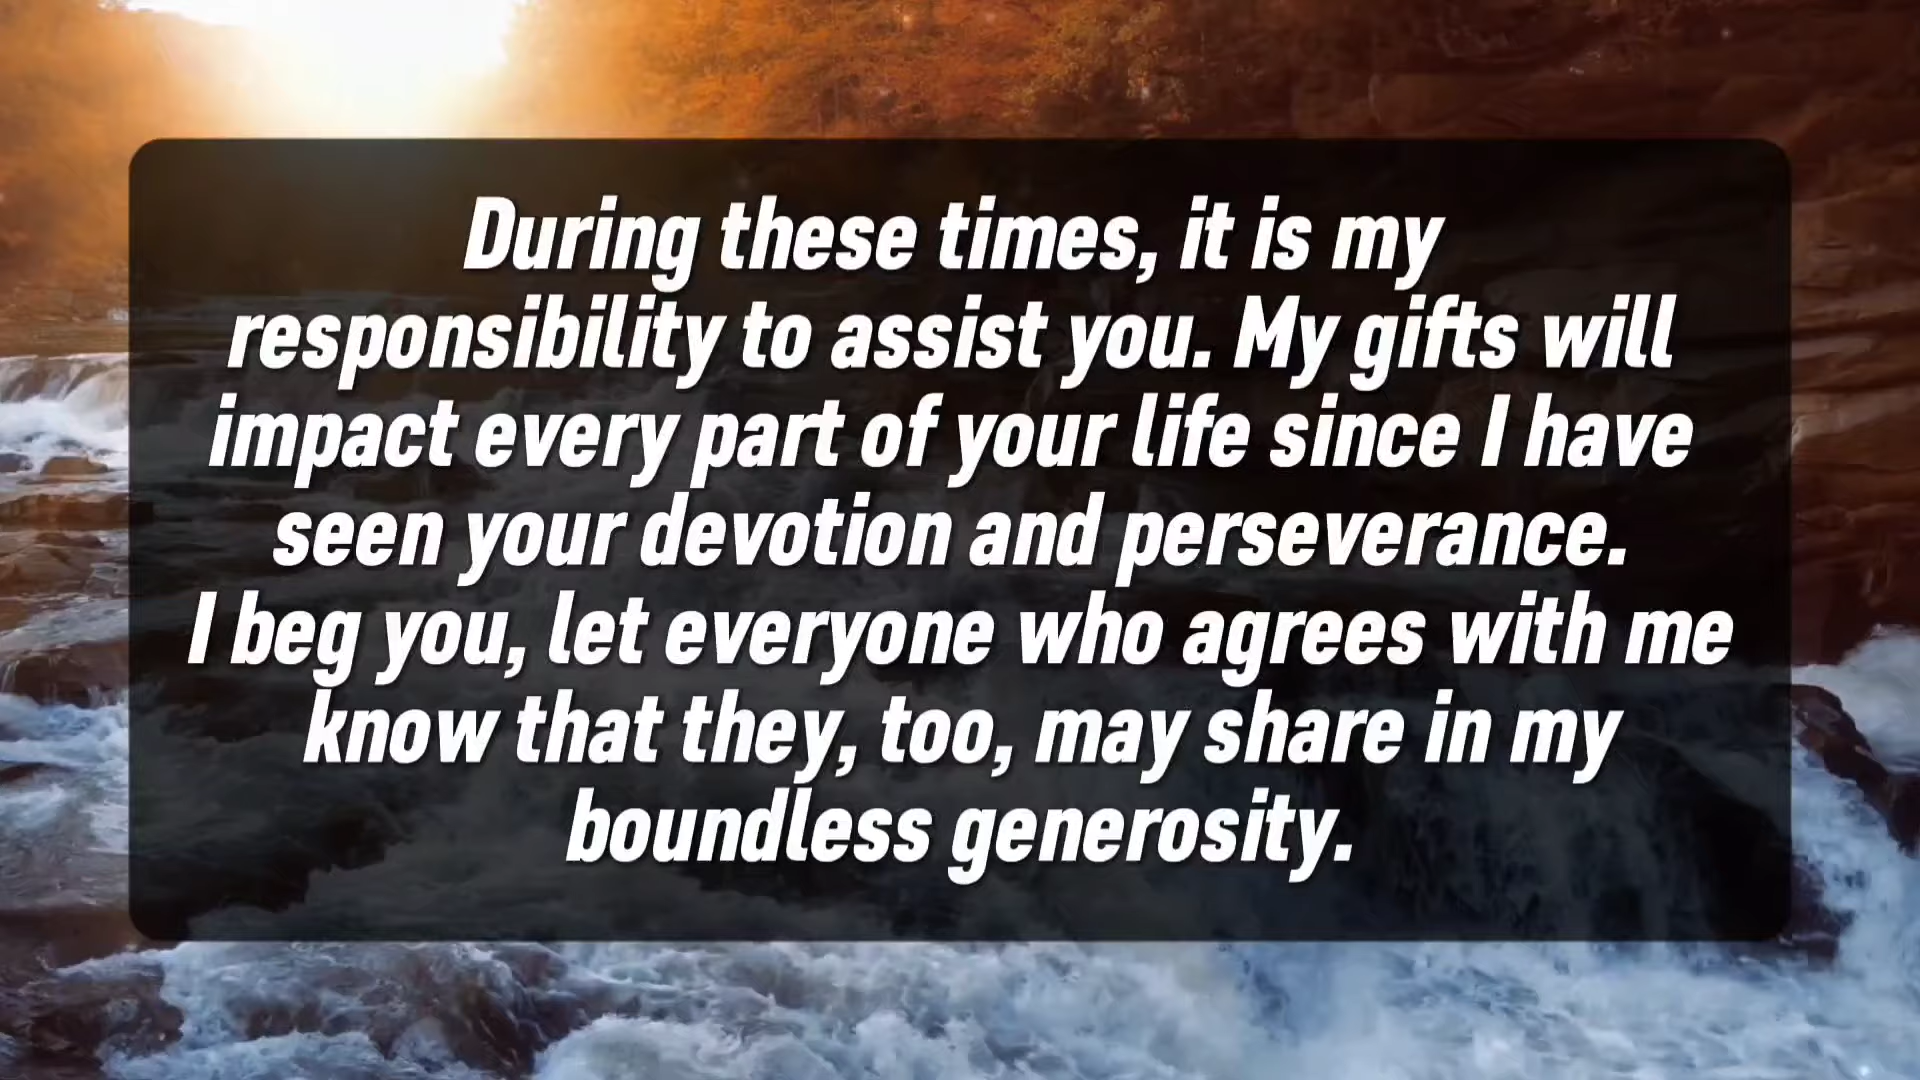 During these times, it is my
responsibility to assist you. My gifts will
impact every part of your life since I have
seen your devotion and perseverance.
I beg you, let everyone who agrees with me
know that they, too, may share in my
boundless generosity.